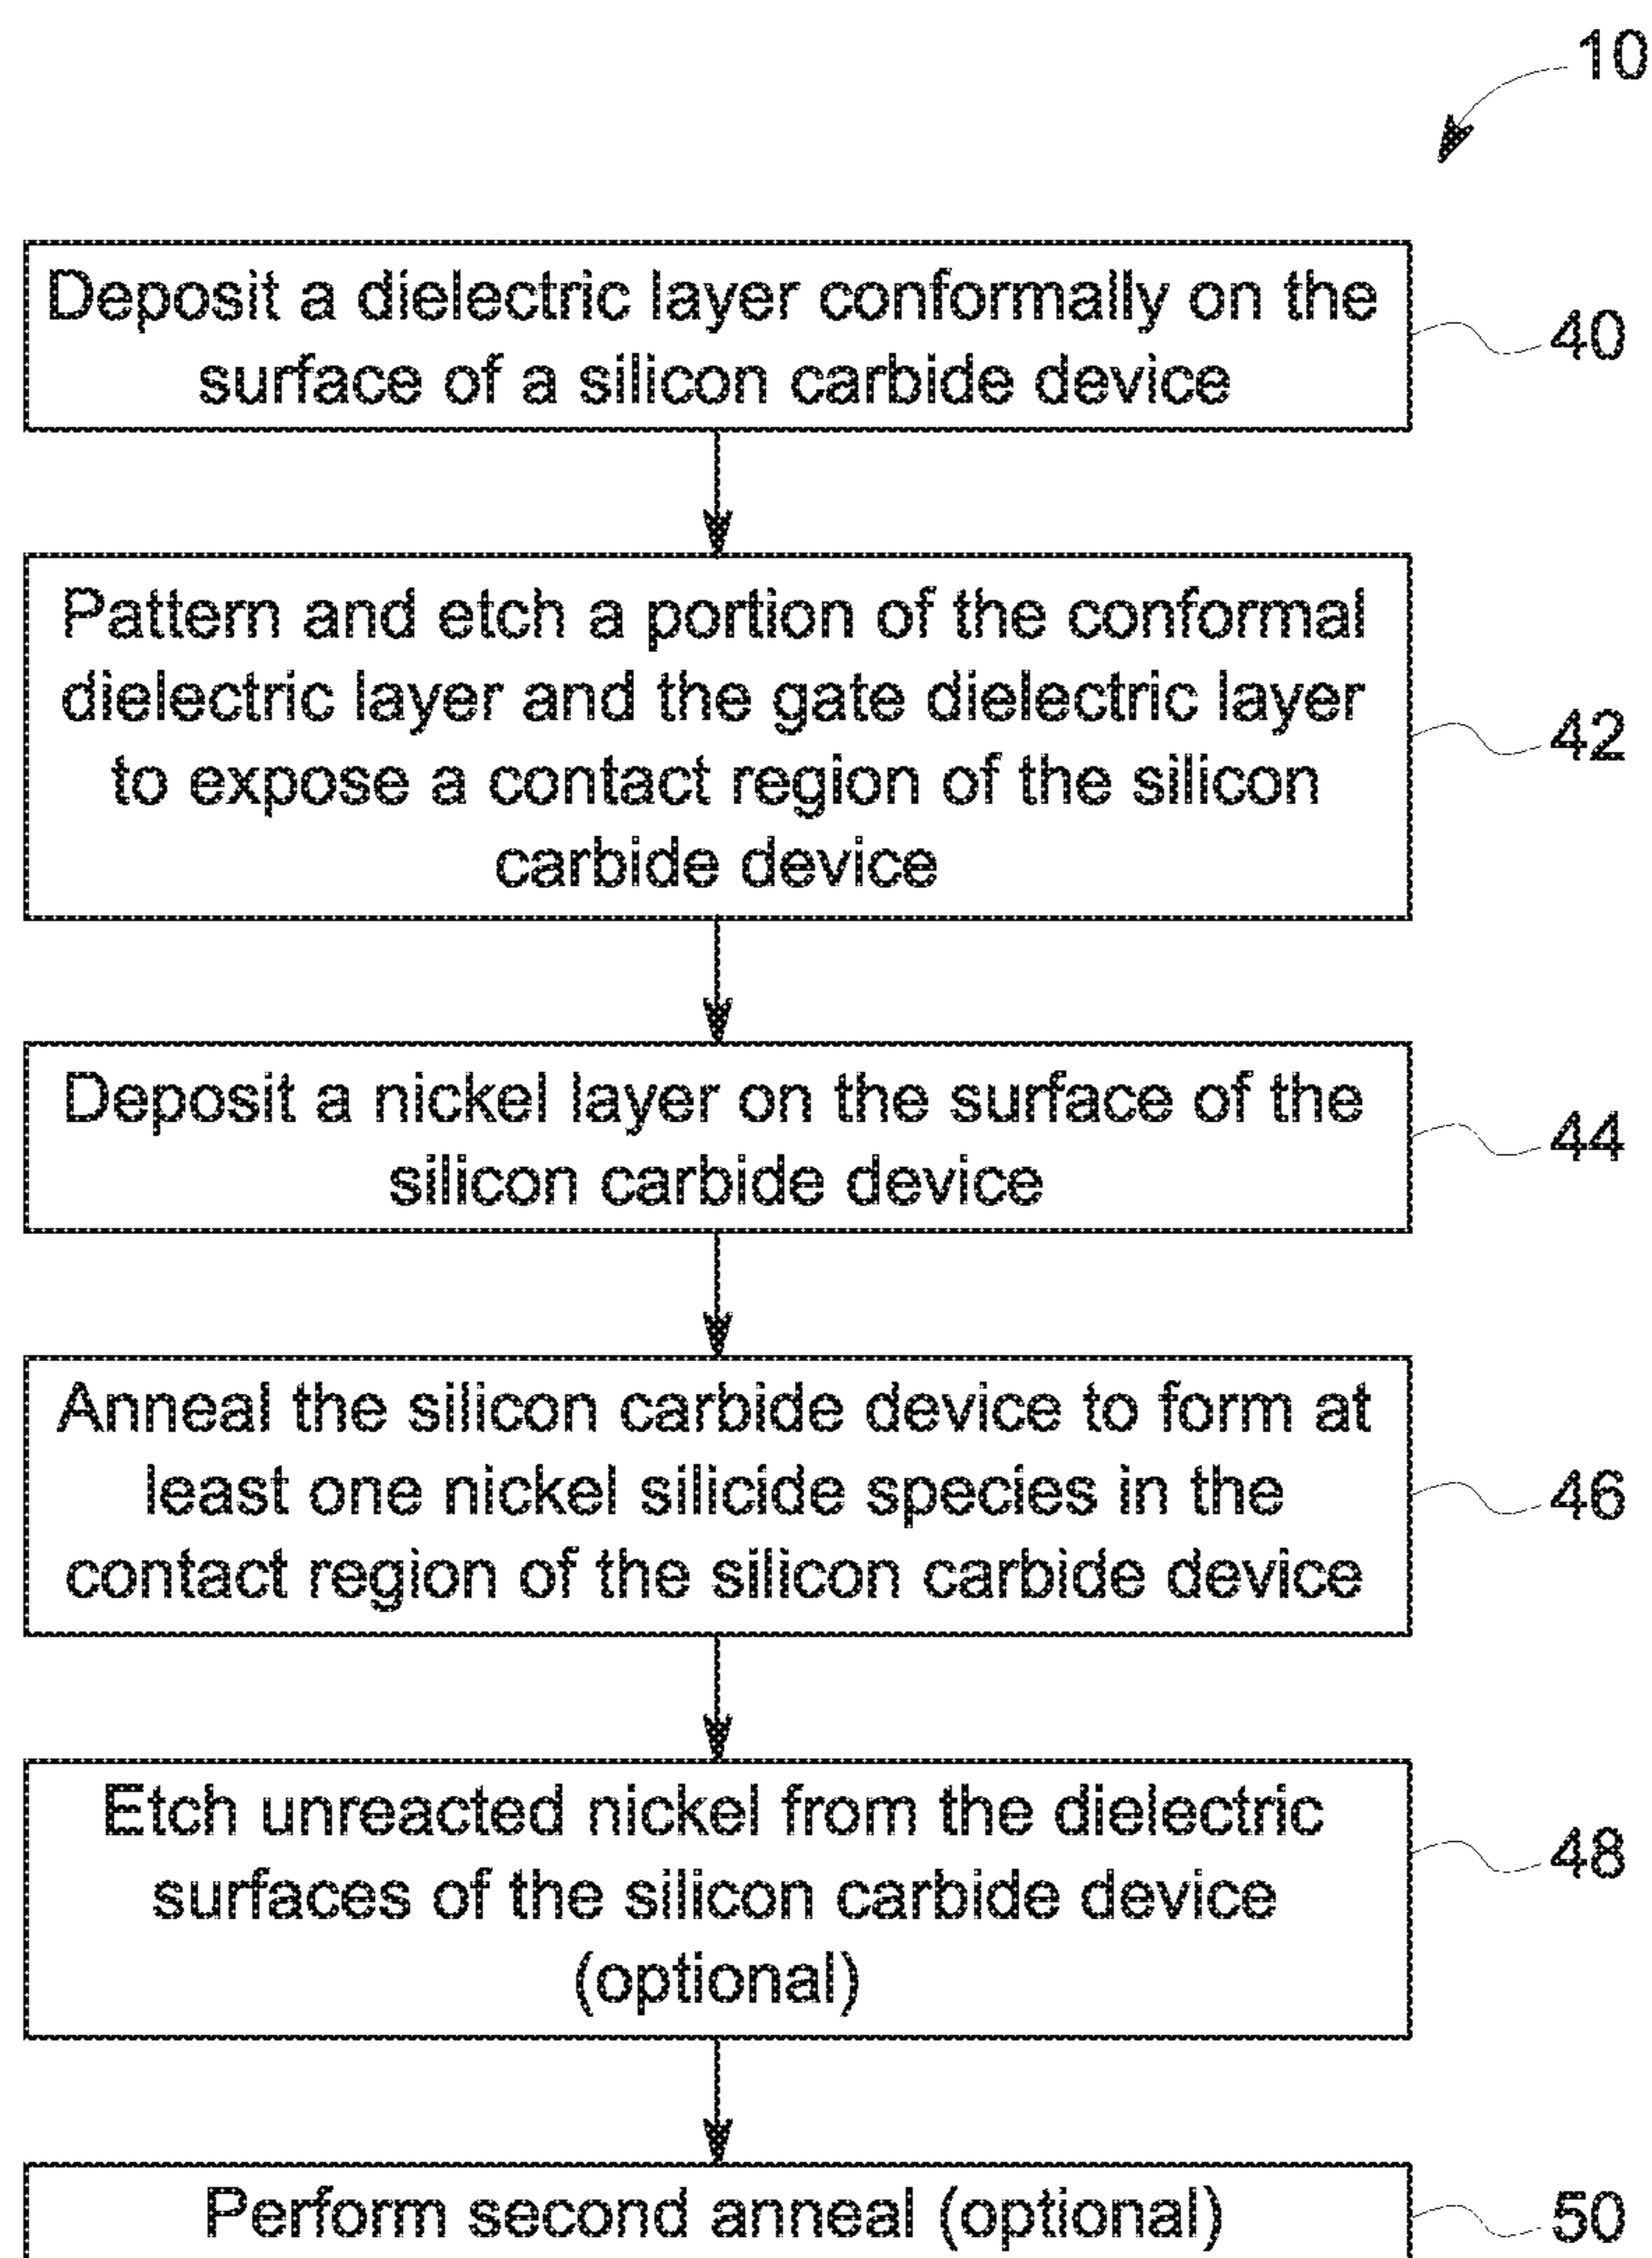 10
Deposit a dielectric layer conformally on the
surface of a silicon carbide device
40
Pattern and etch a portion of the conformal
dielectric layer and the gate dielectric layer
to expose a contact region of the silicon
carbide device
42
Deposit a nickel layer on the surface of the
silicon carbide device
44
Anneal the silicon carbide device to form at
least one nickel silicide species in the
contact region of the silicon carbide device
46
Etch unreacted nickel from the dielectric
surfaces of the silicon carbide device
(optional)
48
Perform second anneal (optional)
50